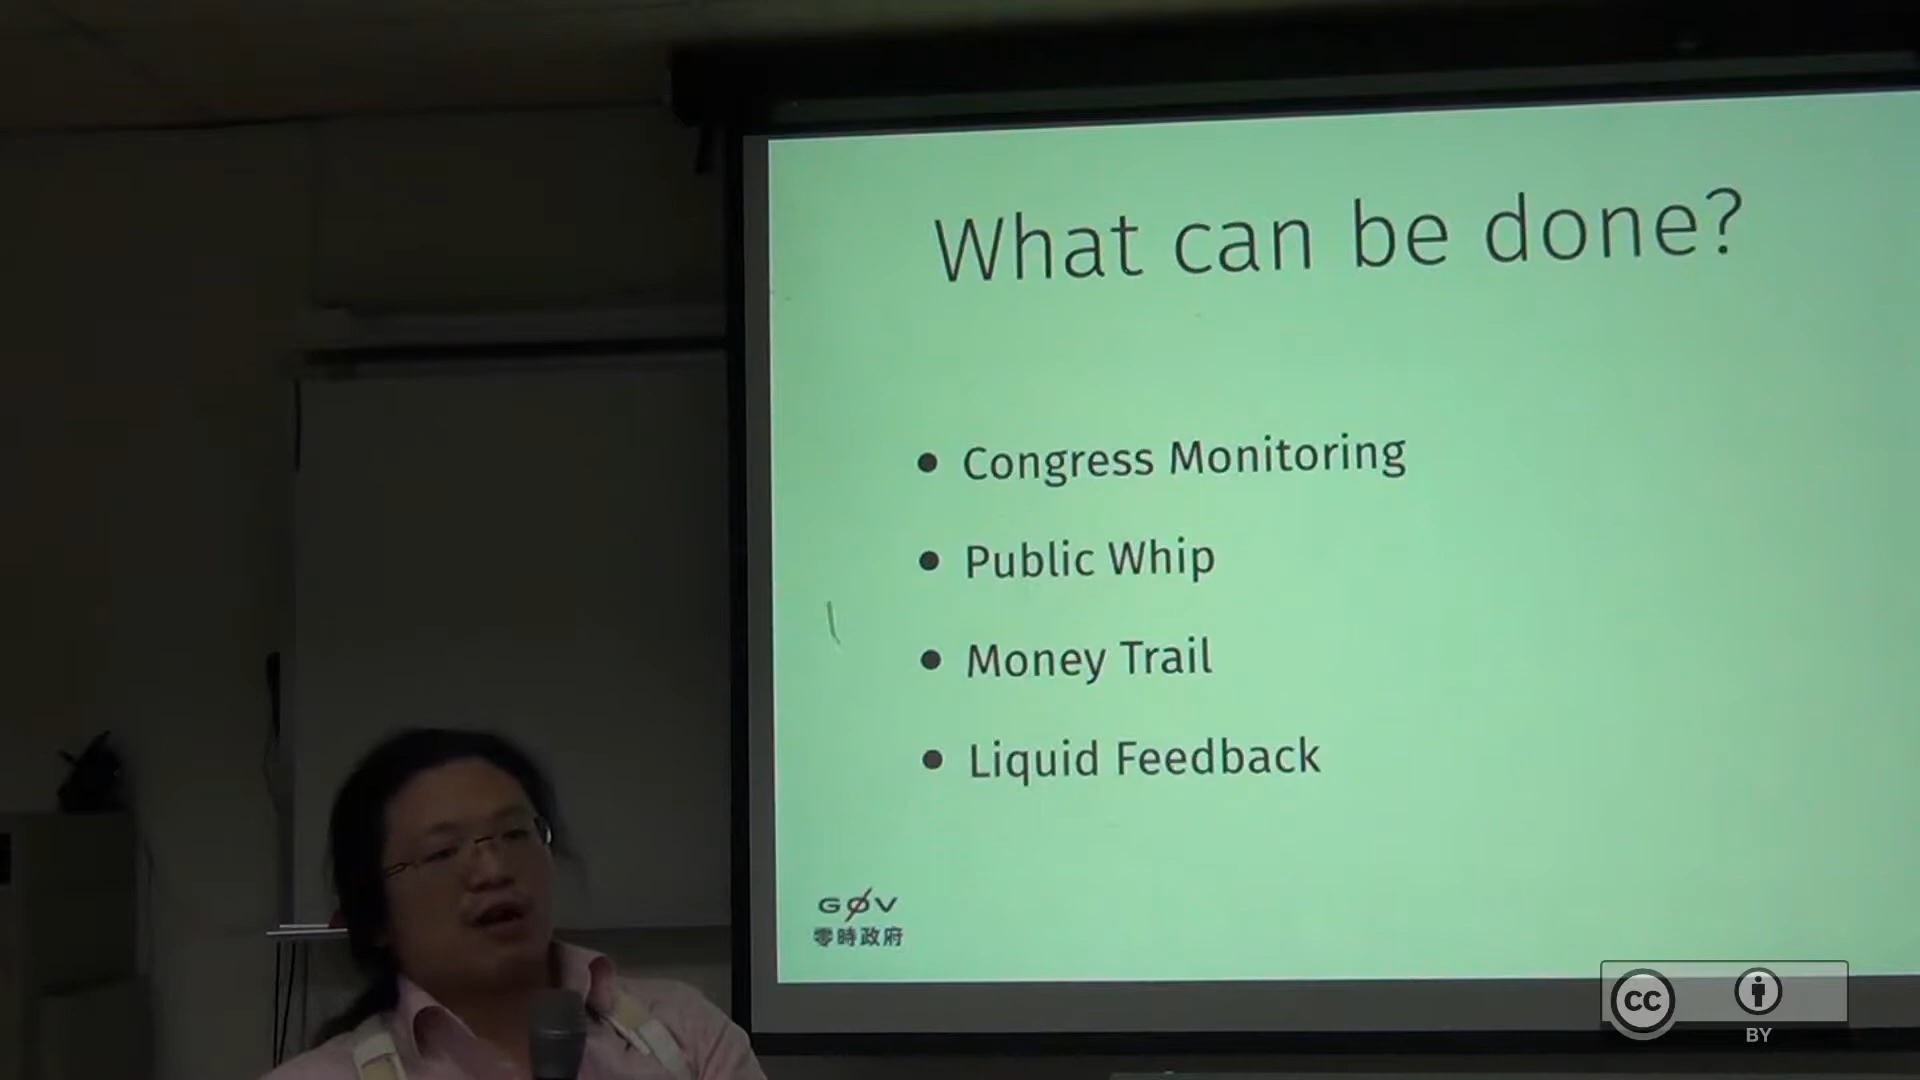 What can be done?
• Congress Monitoring
• Public Whip
• Money Trail
• Liquid Feedback
GØV
零時政府
CC
BY